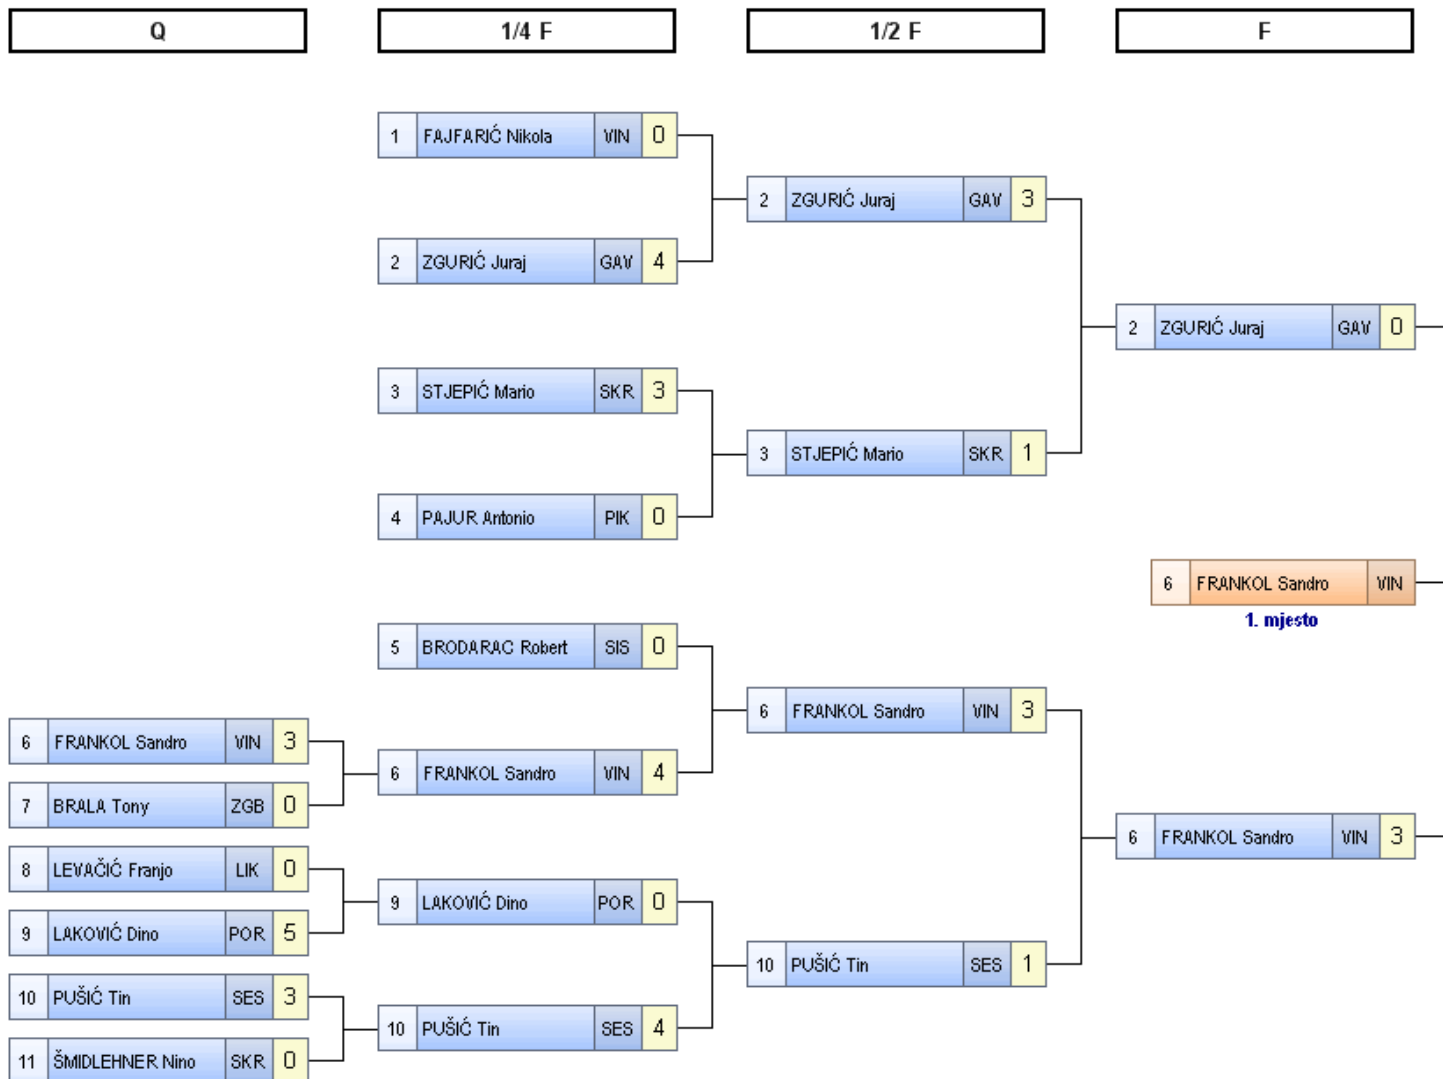 Q 1/4 F 1/2 F F
1 FAJFARIĆ Nikola VIN 0
2 ZGURIĆ Juraj GAV 3
2 ZGURIĆ Juraj GAV 4
2 ZGURIĆ Juraj GAV 0
3 STJEPIĆ Mario SKR 3
3 STJEPIĆ Mario SKR 1
4 PAJUR Antonio PIK 0
6 FRANKOL Sandro VIN
1. mjesto
5 BRODARAC Robert SIS 0
6 FRANKOL Sandro VIN 3
6 FRANKOL Sandro VIN 3
6 FRANKOL Sandro VIN 4
7 BRALA Tony ZGB 0
6 FRANKOL Sandro VIN 3
8 LEVAČIĆ Franjo LIK 0
9 LAKOVIĆ Dino POR 0
9 LAKOVIĆ Dino POR 5
10 PUŠIĆ Tin SES 1
10 PUŠIĆ Tin SES 3
10 PUŠIĆ Tin SES 4
11 ŠMIDLEHNER Nino SKR 0